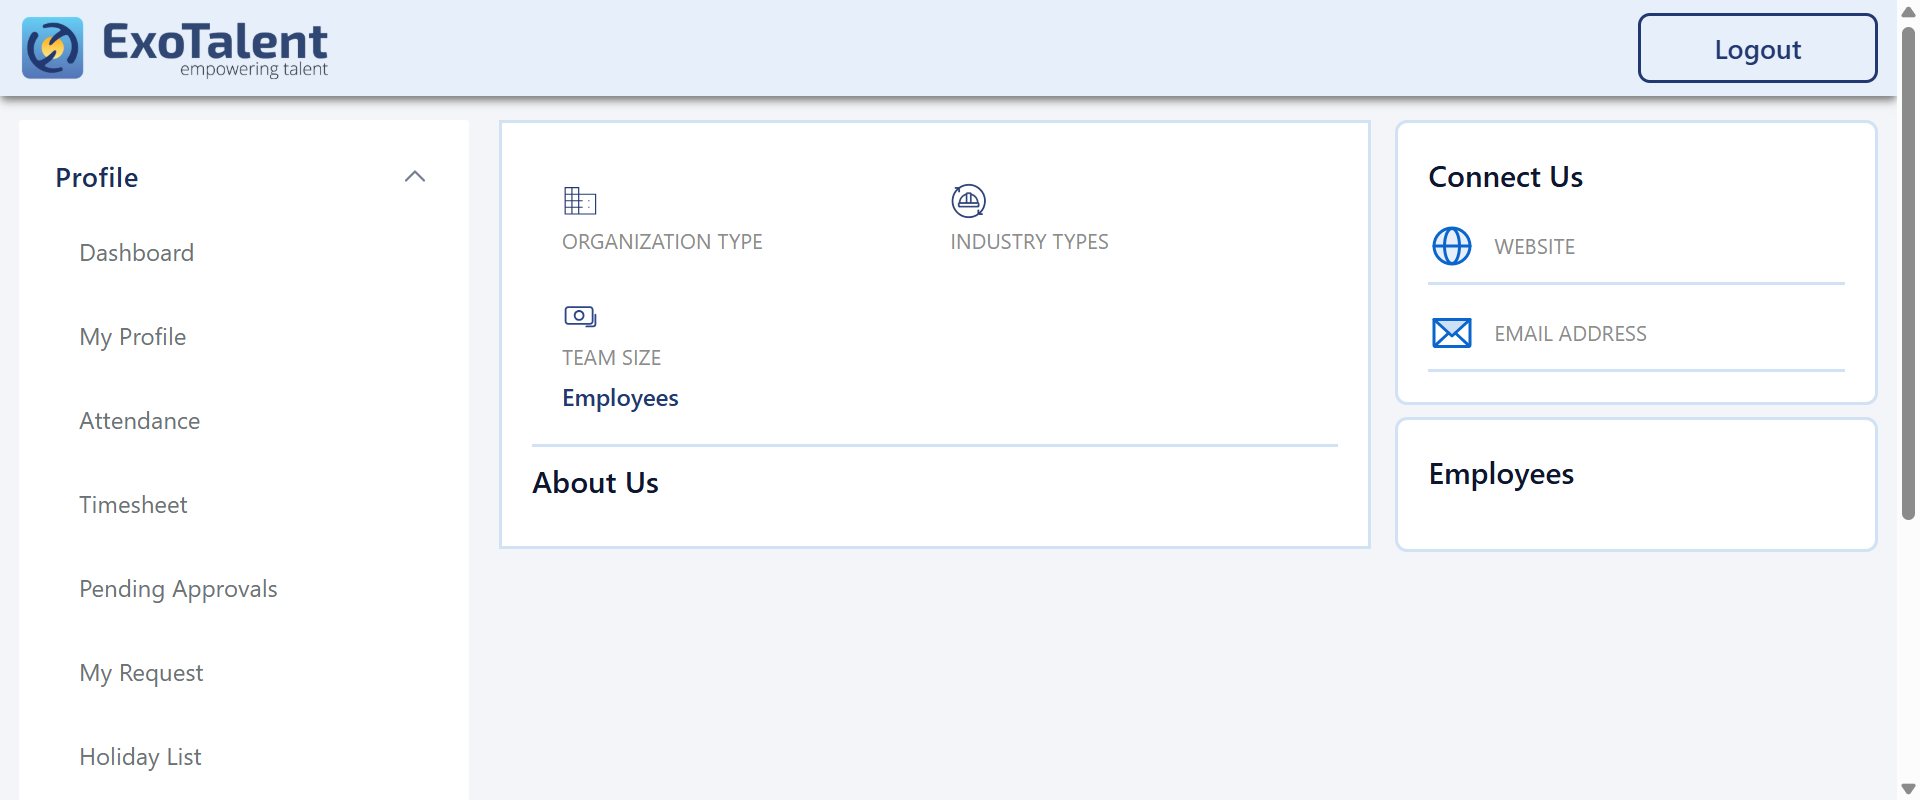 ExoTalent
empowering talent
Logout
Profile
Dashboard
My Profile
Attendance
Timesheet
Pending Approvals
My Request
Holiday List
ORGANIZATION TYPE
INDUSTRY TYPES
TEAM SIZE
Employees
About Us
Connect Us
WEBSITE
EMAIL ADDRESS
Employees